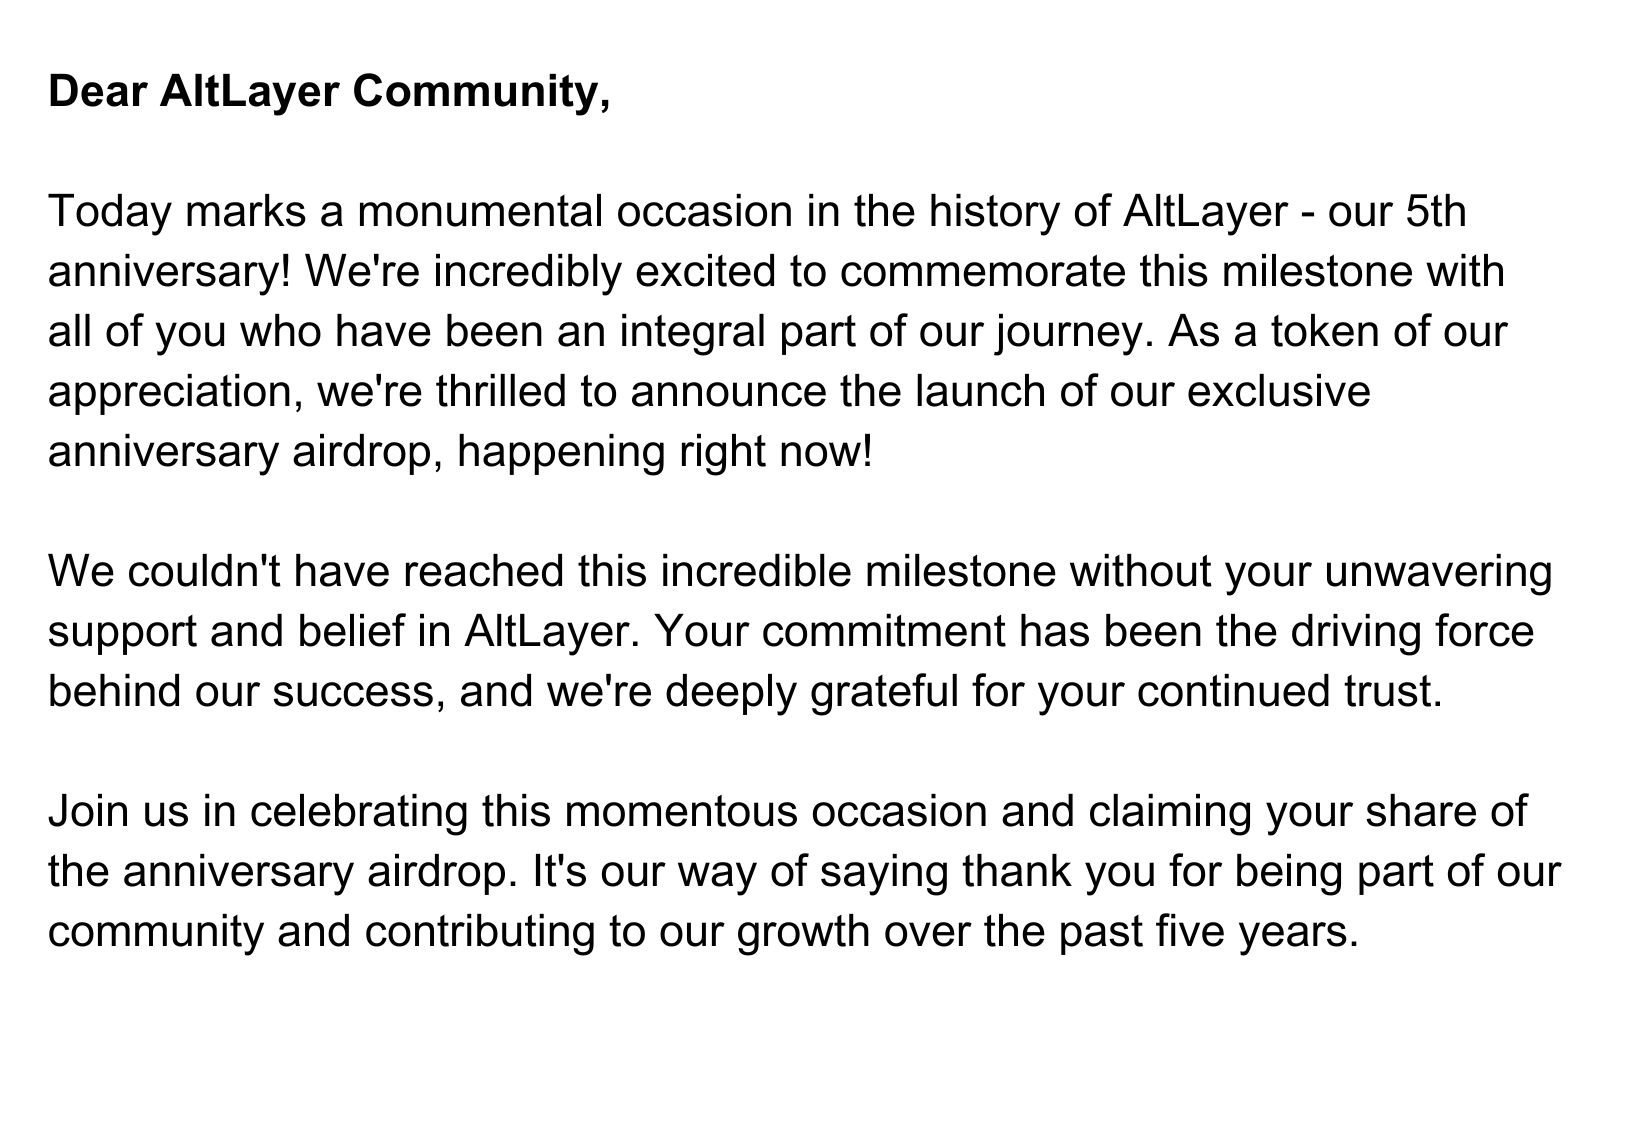 Dear AltLayer Community,
Today marks a monumental occasion in the history of AltLayer - our 5th
anniversary! We're incredibly excited to commemorate this milestone with
all of you who have been an integral part of our journey. As a token of our
appreciation, we're thrilled to announce the launch of our exclusive
anniversary airdrop, happening right now!
We couldn't have reached this incredible milestone without your unwavering
support and belief in AltLayer. Your commitment has been the driving force
behind our success, and we're deeply grateful for your continued trust.
Join us in celebrating this momentous occasion and claiming your share of
the anniversary airdrop. It's our way of saying thank you for being part of our
community and contributing to our growth over the past five years.